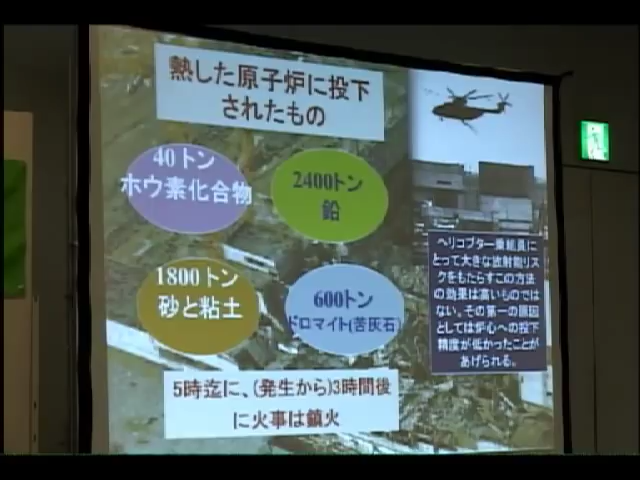 熱した原子炉に投下
されたもの
40トン
ホウ素化合物
2400トン
鉛
1800トン
砂と粘土
600トン
ドロマイト(苦灰石)
ヘリコプター乗組員に
とって大きな放射能リス
クをもたらすこの方法
の効果は高いものでは
ない。その第一の原因
としては炉心への投下
精度が低かったことが
あげられる。
5時迄に、(発生から)3時間後
に火事は鎮火